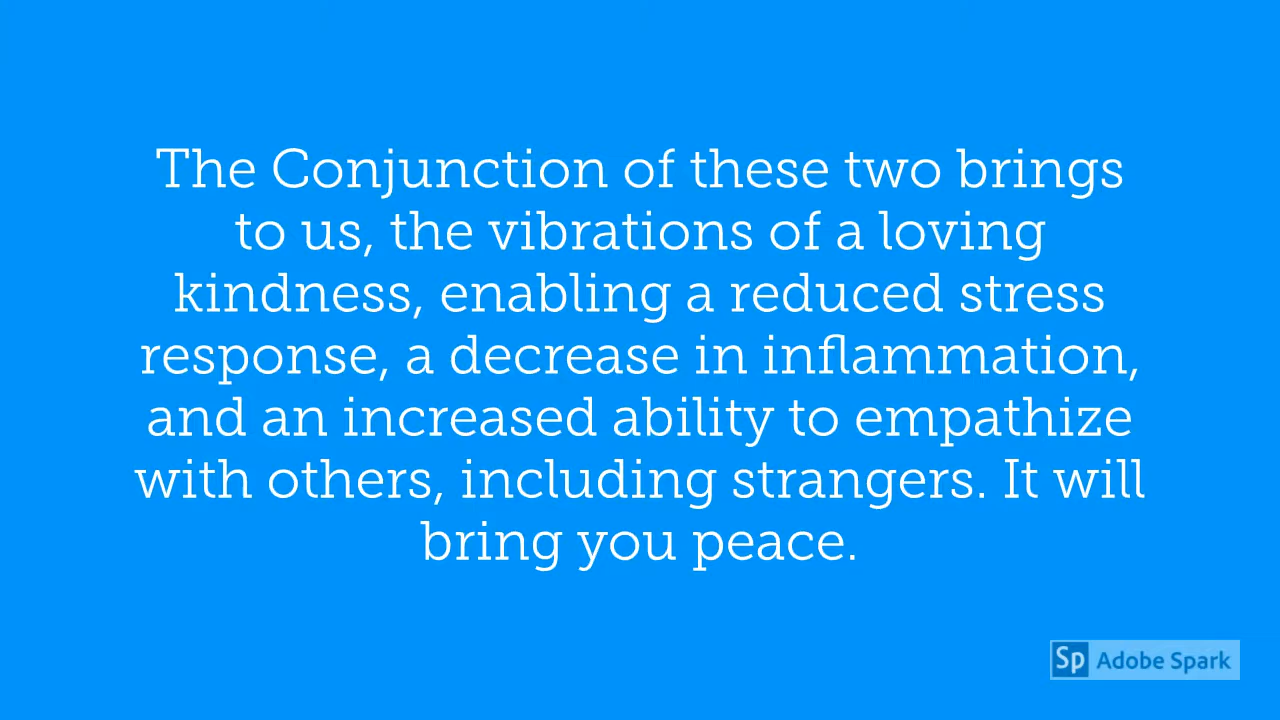 The Conjunction of these two brings
to us, the vibrations of a loving
kindness, enabling a reduced stress
response, a decrease in inflammation,
and an increased ability to empathize
with others, including strangers. It will
bring you peace.
Sp Adobe Spark